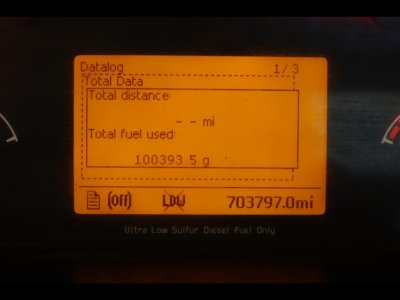 Datalog 1/3
Total Data
Total distance:
- - mi
Total fuel used:
100393.5 g
(Off) LDW 703797.0mi
Ultra Low Sulfur Diesel Fuel Only